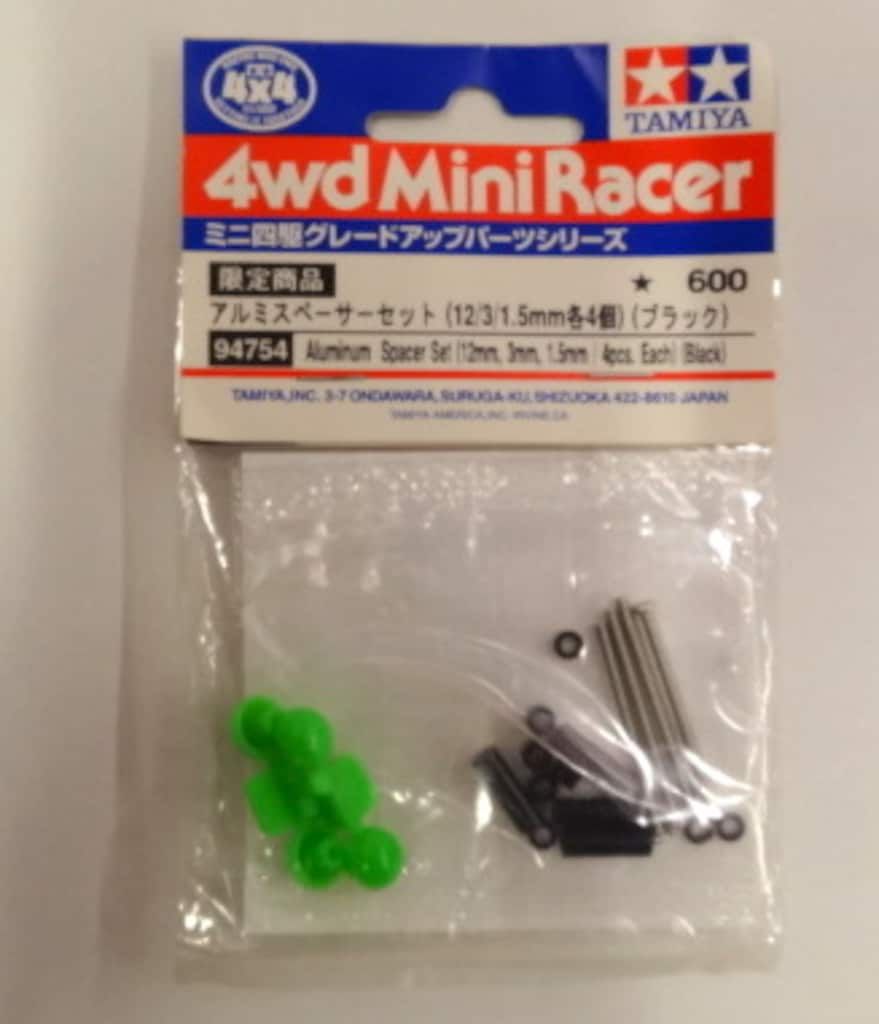 4x4
TAMIYA
4wd Mini Racer
ミニ四駆グレードアップパーツシリーズ
限定商品
★ 600
アルミスペーサーセット (12/3/1.5mm各4個) (ブラック)
94754 Aluminum Spacer Set (12mm, 3mm, 1.5mm / 4pcs. Each) (Black)
TAMIYA,INC. 3-7 ONDAWARA, SURUGA-KU, SHIZUOKA 422-8610 JAPAN
TAMIYA AMERICA, INC. IRVINE, CA